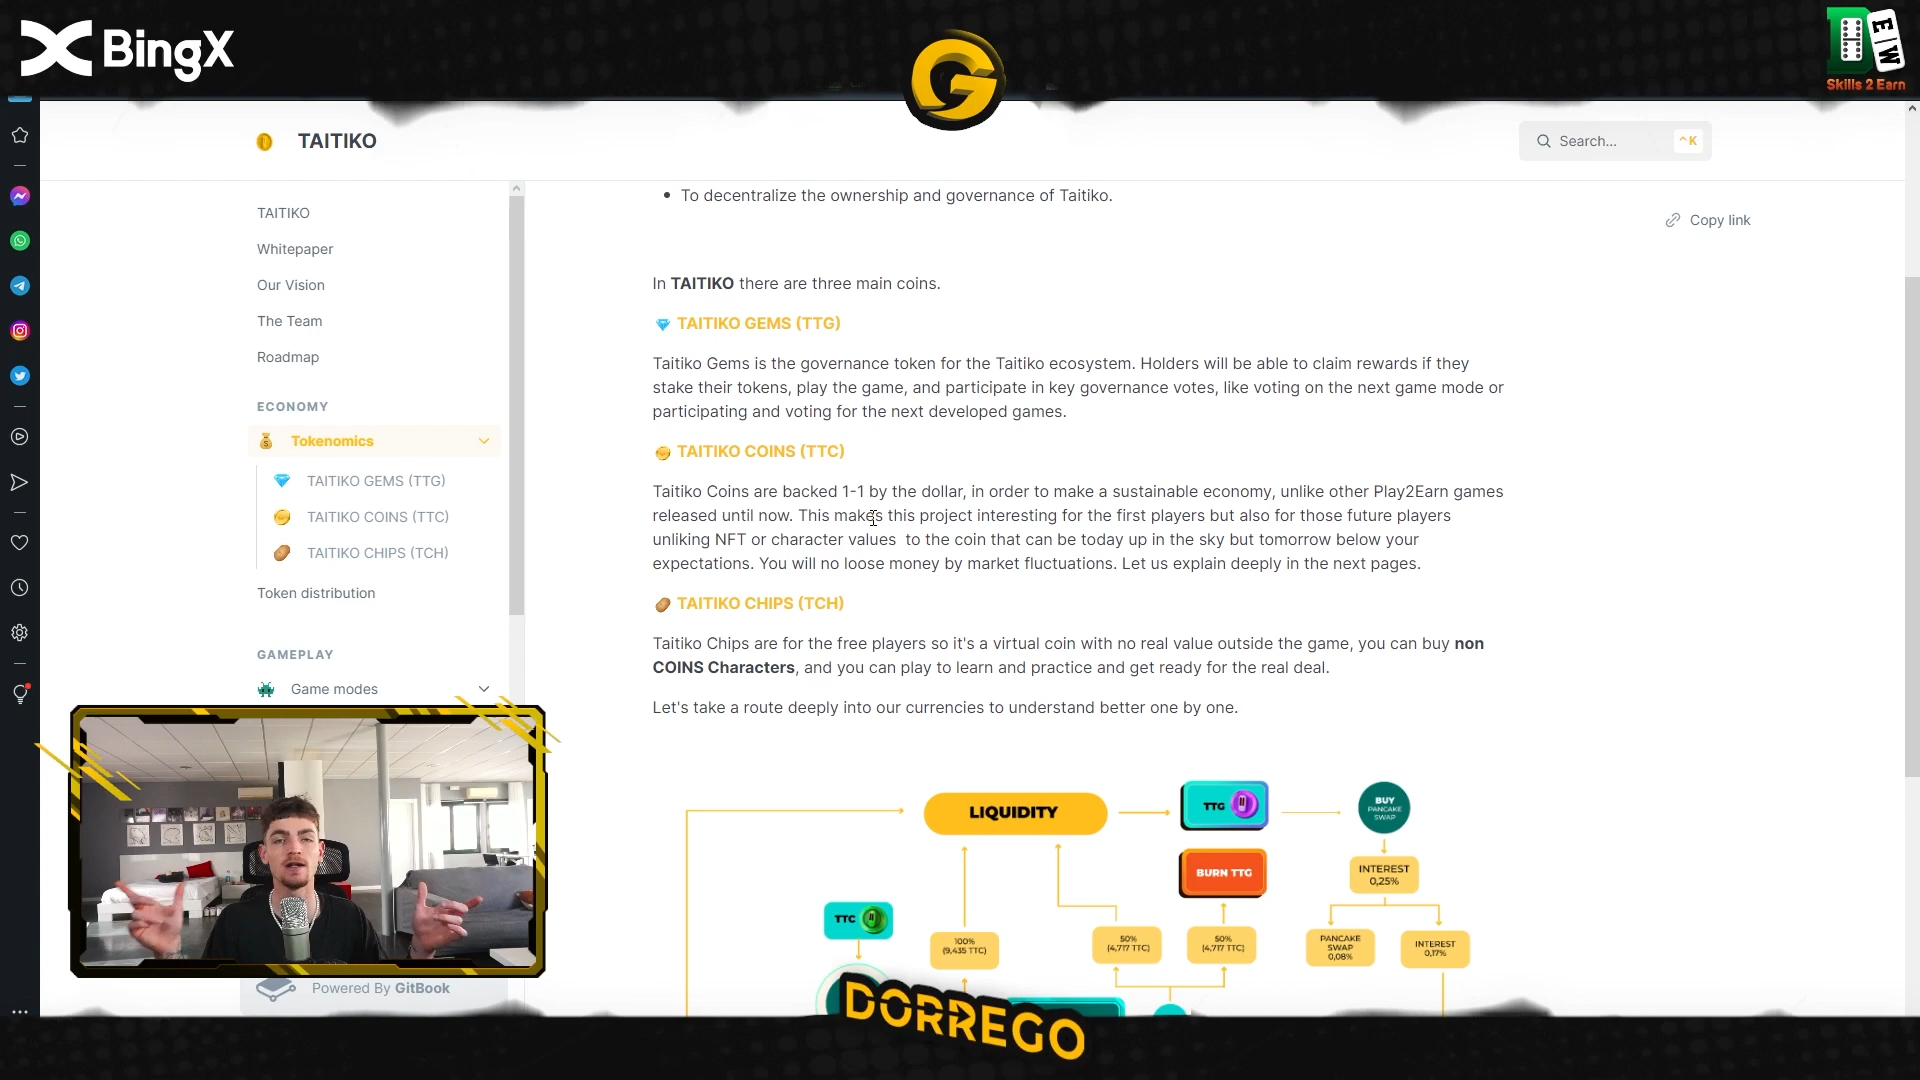 BingX
G
E|W
Skills 2 Earn
TAITIKO
Search...
^K
TAITIKO
Whitepaper
Our Vision
The Team
Roadmap
ECONOMY
Tokenomics
TAITIKO GEMS (TTG)
TAITIKO COINS (TTC)
TAITIKO CHIPS (TCH)
Token distribution
GAMEPLAY
Game modes
Powered By GitBook
To decentralize the ownership and governance of Taitiko.
Copy link
In TAITIKO there are three main coins.
TAITIKO GEMS (TTG)
Taitiko Gems is the governance token for the Taitiko ecosystem. Holders will be able to claim rewards if they
stake their tokens, play the game, and participate in key governance votes, like voting on the next game mode or
participating and voting for the next developed games.
TAITIKO COINS (TTC)
Taitiko Coins are backed 1-1 by the dollar, in order to make a sustainable economy, unlike other Play2Earn games
released until now. This makes this project interesting for the first players but also for those future players
unliking NFT or character values  to the coin that can be today up in the sky but tomorrow below your
expectations. You will no loose money by market fluctuations. Let us explain deeply in the next pages.
TAITIKO CHIPS (TCH)
Taitiko Chips are for the free players so it's a virtual coin with no real value outside the game, you can buy non
COINS Characters, and you can play to learn and practice and get ready for the real deal.
Let's take a route deeply into our currencies to understand better one by one.
LIQUIDITY
TTG
BUY
PANCAKE
SWAP
BURN TTG
INTEREST
0,25%
TTC
100%
(9,435 TTC)
50%
(4,717 TTC)
50%
(4,717 TTC)
PANCAKE
SWAP
0,08%
INTEREST
0,17%
DORREGO